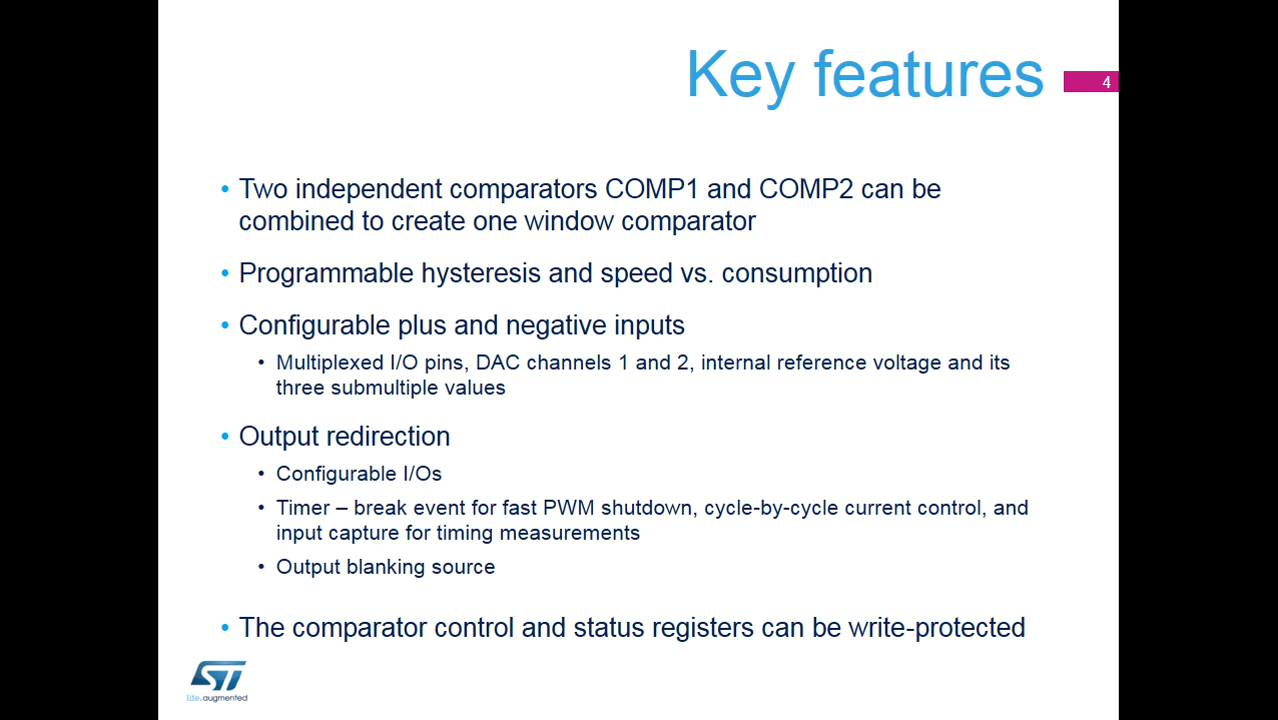 Key features
4
• Two independent comparators COMP1 and COMP2 can be
combined to create one window comparator
• Programmable hysteresis and speed vs. consumption
• Configurable plus and negative inputs
• Multiplexed I/O pins, DAC channels 1 and 2, internal reference voltage and its
three submultiple values
• Output redirection
• Configurable I/Os
• Timer – break event for fast PWM shutdown, cycle-by-cycle current control, and
input capture for timing measurements
• Output blanking source
• The comparator control and status registers can be write-protected
ST
life.augmented